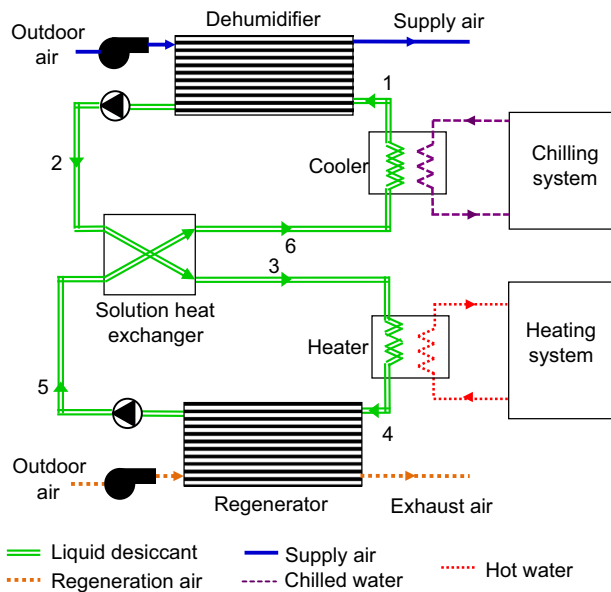 Dehumidifier
Supply air
Outdoor
air
1
Cooler
Chilling
system
2
6
3
Solution heat
exchanger
Heater
Heating
system
5
4
Outdoor
air
Regenerator
Exhaust air
Liquid desiccant
Supply air
Hot water
Regeneration air
Chilled water